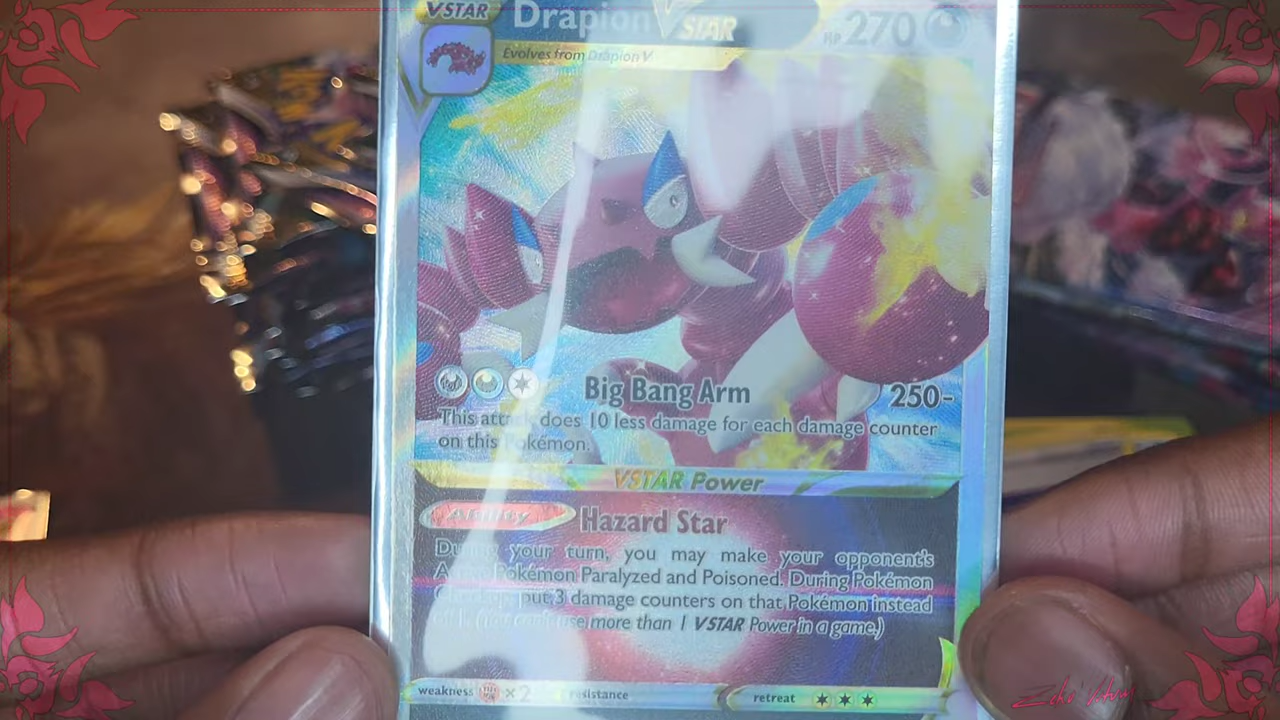 VSTAR Drapion VSTAR HP 270
Evolves from Drapion V
Big Bang Arm 250-
This attack does 10 less damage for each damage counter
on this Pokémon.
VSTAR Power
Ability Hazard Star
During your turn, you may make your opponent's
Active Pokémon Paralyzed and Poisoned. During Pokémon
Checkup, put 3 damage counters on that Pokémon instead
of 1. (You can't use more than 1 VSTAR Power in a game.)
weakness ×2 resistance retreat